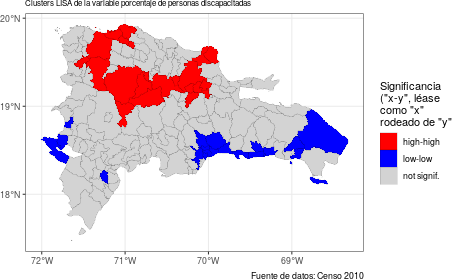 Clusters LISA de la variable porcentaje de personas discapacitadas
20°N
19°N
18°N
72°W
71°W
70°W
69°W
Significancia
("x-y", léase
como "x"
rodeado de "y"
high-high
low-low
not signif.
Fuente de datos: Censo 2010